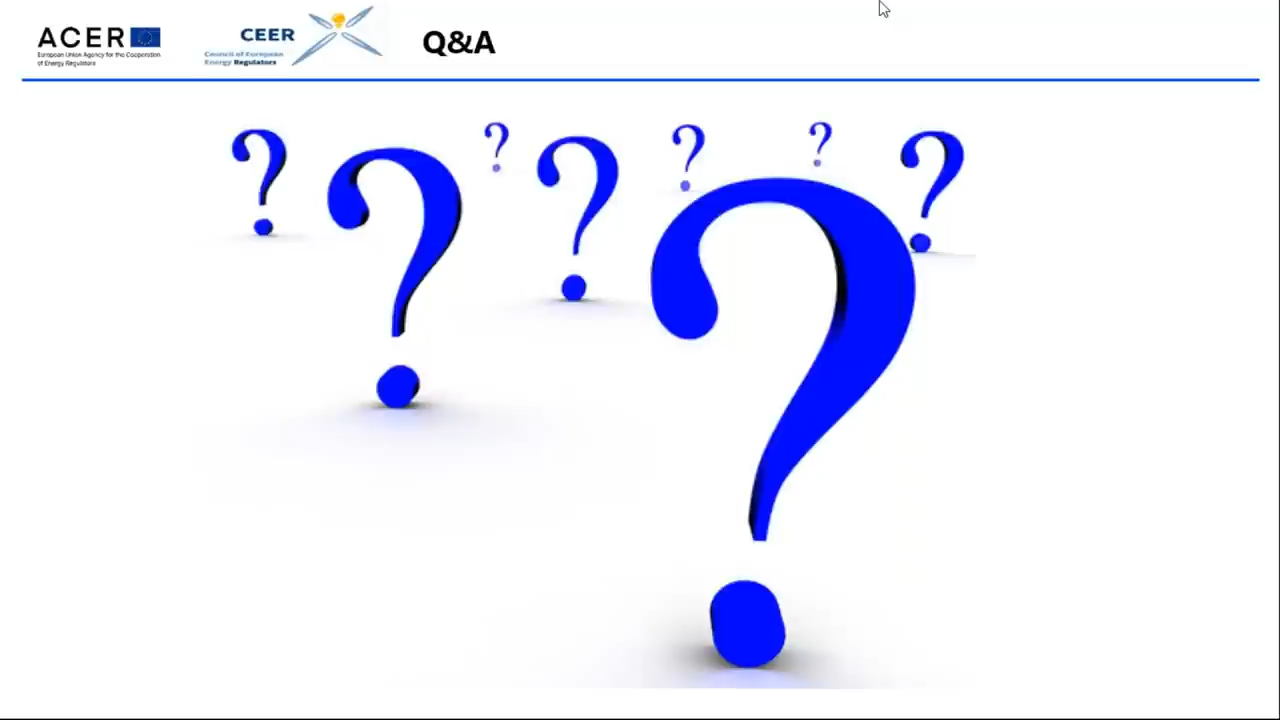 ACER
European Union Agency for the Cooperation
of Energy Regulators
CEER
Council of European
Energy Regulators
Q&A
? ? ? ? ? ? ? ?